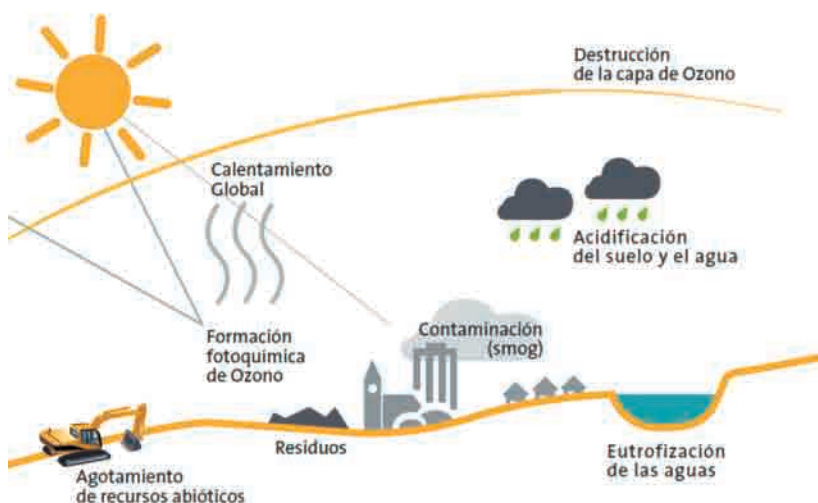 Destrucción
de la capa de Ozono
Calentamiento
Global
Acidificación
del suelo y el agua
Formación
fotoquímica
de Ozono
Contaminación
(smog)
Residuos
Eutrofización
de las aguas
Agotamiento
de recursos abióticos